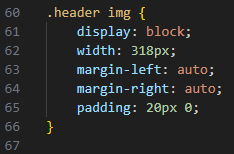 60 .header img {
61 display: block;
62 width: 318px;
63 margin-left: auto;
64 margin-right: auto;
65 padding: 20px 0;
66 }
67